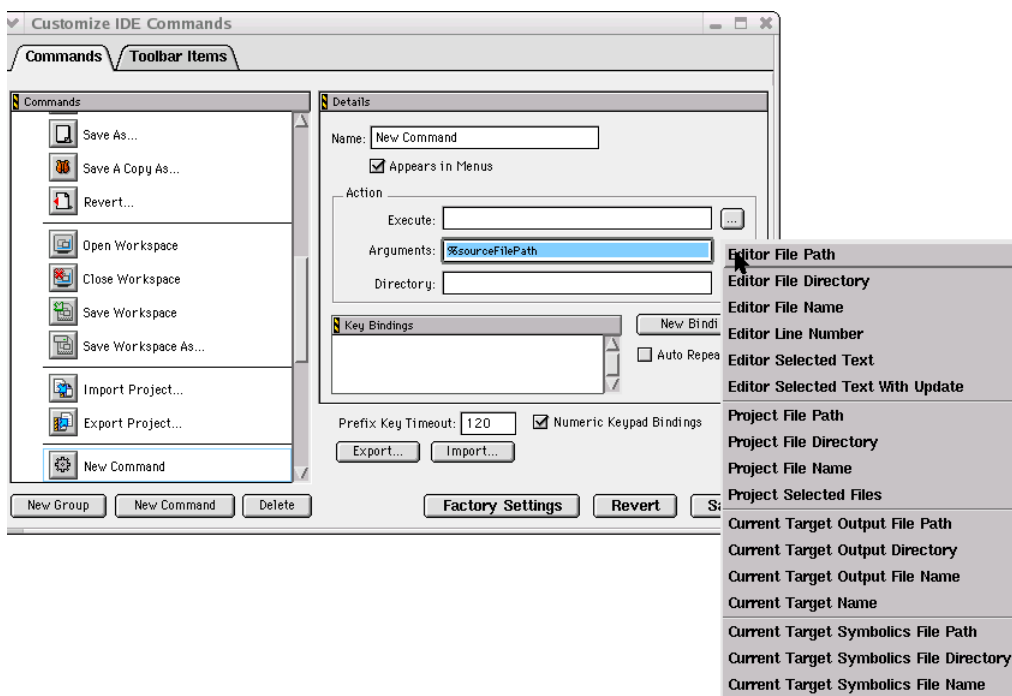 Customize IDE Commands
Commands
Toolbar Items
Commands
Save As...
Save A Copy As...
Revert...
Open Workspace
Close Workspace
Save Workspace
Save Workspace As...
Import Project...
Export Project...
New Command
New Group
New Command
Delete
Details
Name: New Command
Appears in Menus
Action
Execute:
...
Arguments: %sourceFilePath
Directory:
Key Bindings
New Bindi
Auto Repea
Prefix Key Timeout: 120
Numeric Keypad Bindings
Export...
Import...
Factory Settings
Revert
Sa
Editor File Path
Editor File Directory
Editor File Name
Editor Line Number
Editor Selected Text
Editor Selected Text With Update
Project File Path
Project File Directory
Project File Name
Project Selected Files
Current Target Output File Path
Current Target Output Directory
Current Target Output File Name
Current Target Name
Current Target Symbolics File Path
Current Target Symbolics File Directory
Current Target Symbolics File Name